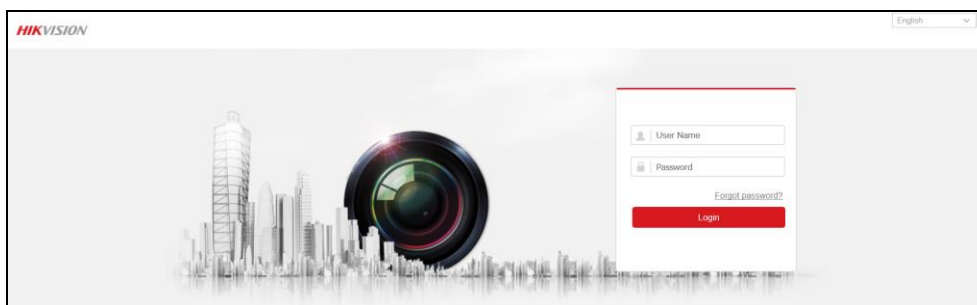 HIKVISION
English
User Name
Password
Forgot password?
Login